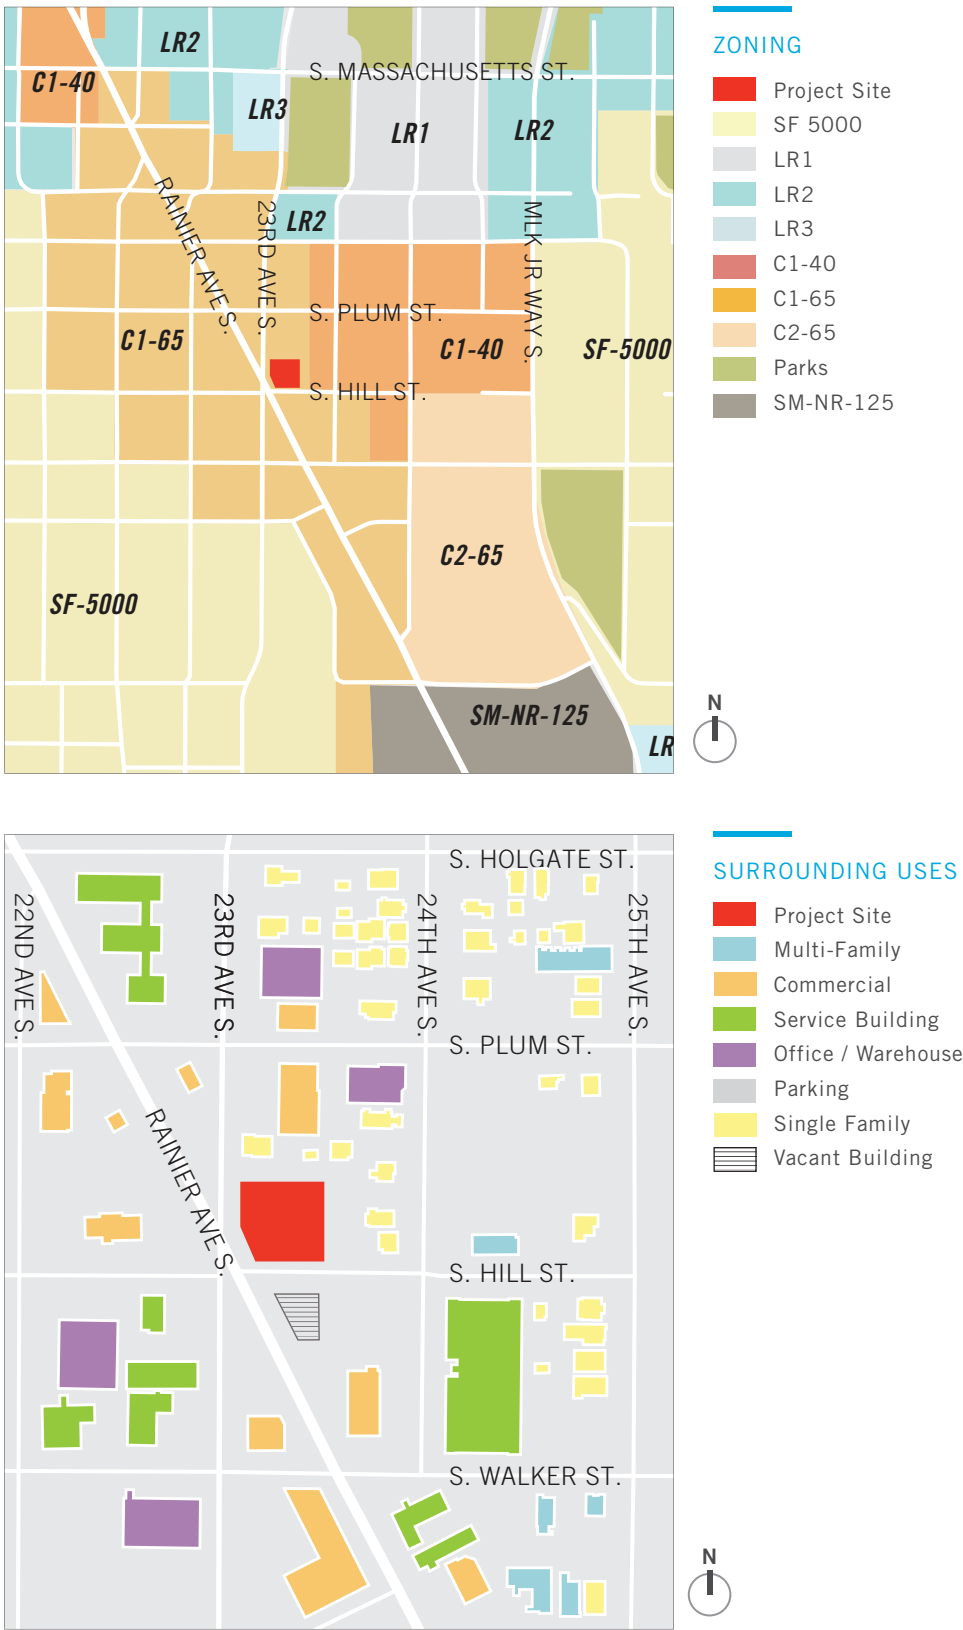 LR2
C1-40
S. MASSACHUSETTS ST.
LR3
LR1
LR2
RAINIER AVE S.
23RD AVE S.
LR2
MLK JR WAY S.
S. PLUM ST.
C1-65
C1-40
SF-5000
S. HILL ST.
C2-65
SF-5000
SM-NR-125
LR
ZONING
Project Site
SF 5000
LR1
LR2
LR3
C1-40
C1-65
C2-65
Parks
SM-NR-125
N
S. HOLGATE ST.
22ND AVE S.
23RD AVE S.
24TH AVE S.
25TH AVE S.
S. PLUM ST.
RAINIER AVE S.
S. HILL ST.
S. WALKER ST.
SURROUNDING USES
Project Site
Multi-Family
Commercial
Service Building
Office / Warehouse
Parking
Single Family
Vacant Building
N